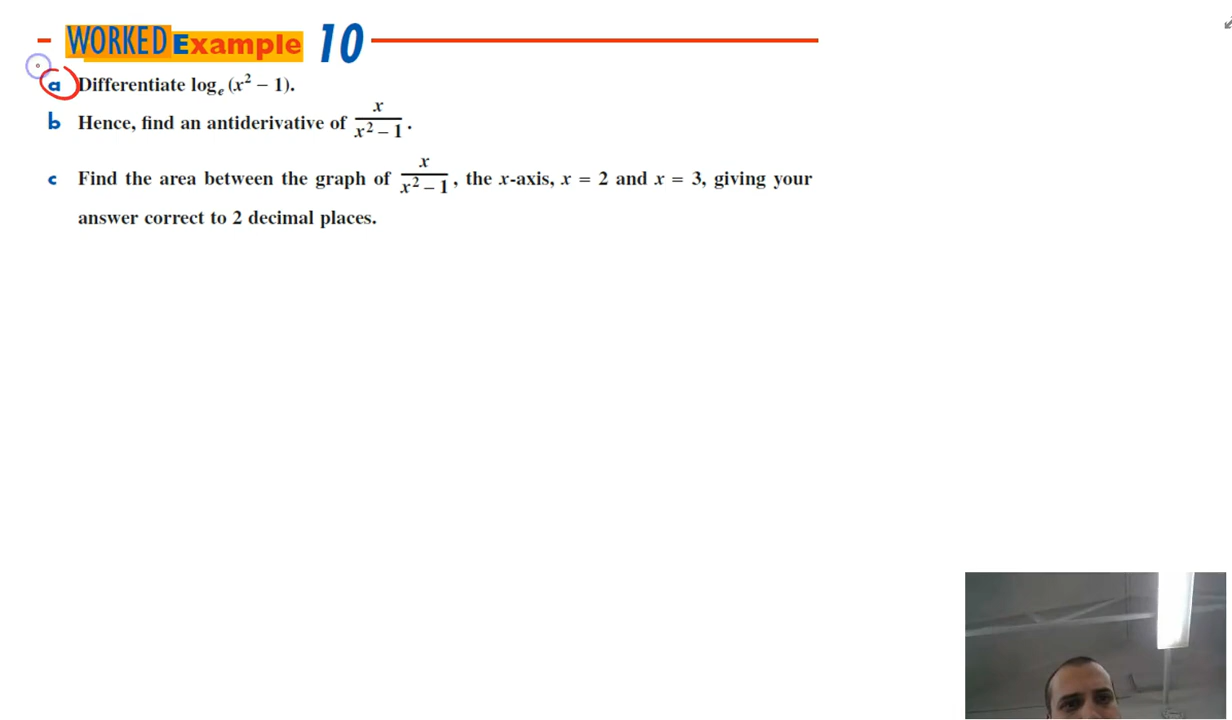 WORKED Example 10
a Differentiate logₑ (x² – 1).
b Hence, find an antiderivative of x/(x² – 1).
c Find the area between the graph of x/(x² – 1), the x-axis, x = 2 and x = 3, giving your
answer correct to 2 decimal places.